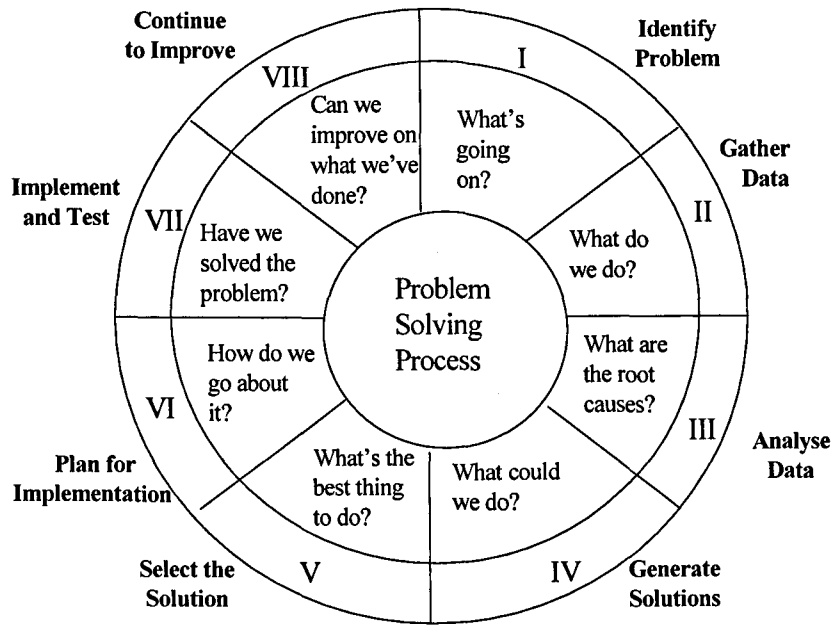 Continue
to Improve
Identify
Problem
VIII
I
Can we
improve on
what we've
done?
What's
going
on?
Gather
Data
II
What do
we do?
Implement
and Test
VII
Have we
solved the
problem?
Problem
Solving
Process
What are
the root
causes?
III
Analyse
Data
How do we
go about
it?
VI
Plan for
Implementation
What's the
best thing
to do?
What could
we do?
Select the
Solution
V
IV
Generate
Solutions